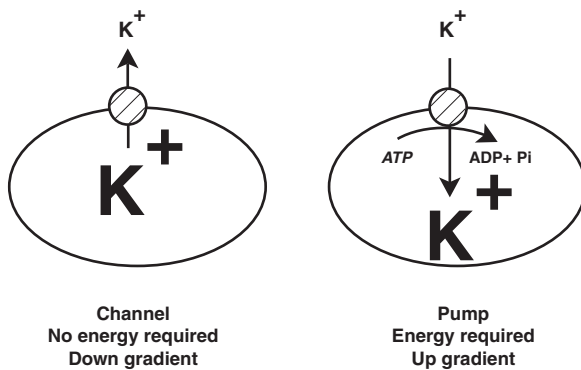 K+
K+
Channel
No energy required
Down gradient
K+
ATP
ADP+ Pi
K+
Pump
Energy required
Up gradient